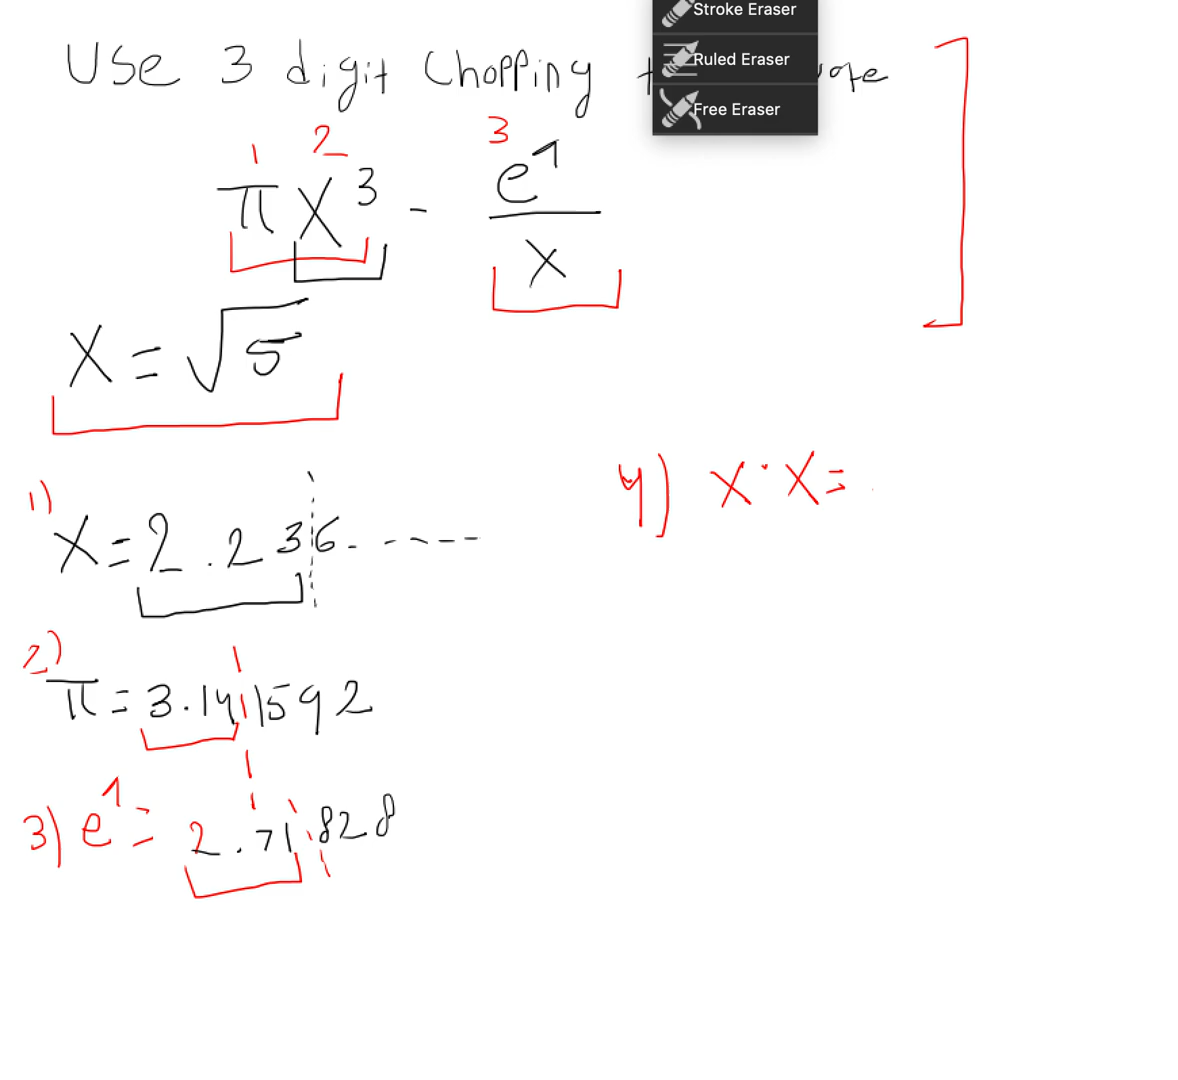 Stroke Eraser
Ruled Eraser
Free Eraser
Use 3 digit Chopping
1 2 3
πx³ - e¹/x
x = √5
1) x = 2.236. -----
4) x · x =
2) π = 3.141592
3) e¹ = 2.71828